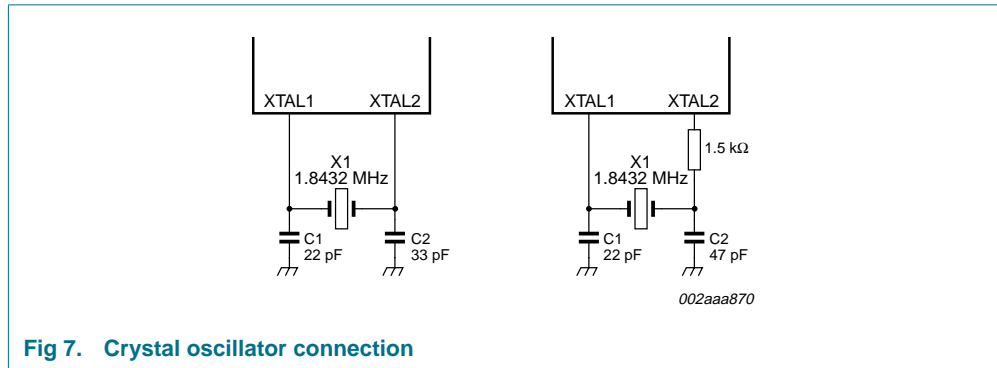 XTAL1 XTAL2
X1
1.8432 MHz
C1
22 pF
C2
33 pF
XTAL1 XTAL2
1.5 kΩ
X1
1.8432 MHz
C1
22 pF
C2
47 pF
002aaa870
Fig 7. Crystal oscillator connection